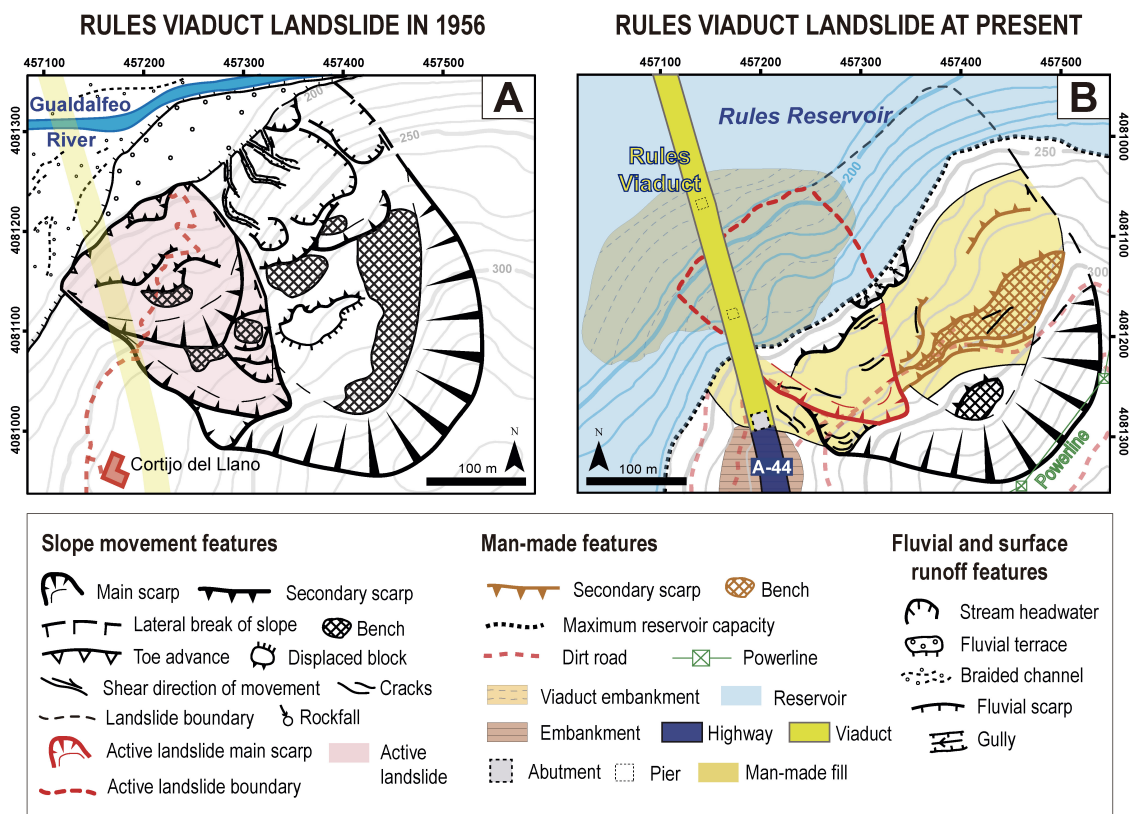 RULES VIADUCT LANDSLIDE IN 1956
457100 457200 457300 457400 457500
A
Gualdalfeo
River
200
250
300
4081300
4081200
4081100
4081000
Cortijo del Llano
N
100 m
RULES VIADUCT LANDSLIDE AT PRESENT
457100 457200 457300 457400 457500
B
Rules Reservoir
Rules
Viaduct
200
250
300
4081000
4081100
4081200
4081300
N
100 m
A-44
Powerline
Slope movement features
Main scarp
Secondary scarp
Lateral break of slope
Bench
Toe advance
Displaced block
Shear direction of movement
Cracks
Landslide boundary
Rockfall
Active landslide main scarp
Active
landslide
Active landslide boundary
Man-made features
Secondary scarp
Bench
Maximum reservoir capacity
Dirt road
Powerline
Viaduct embankment
Reservoir
Embankment
Highway
Viaduct
Abutment
Pier
Man-made fill
Fluvial and surface
runoff features
Stream headwater
Fluvial terrace
Braided channel
Fluvial scarp
Gully